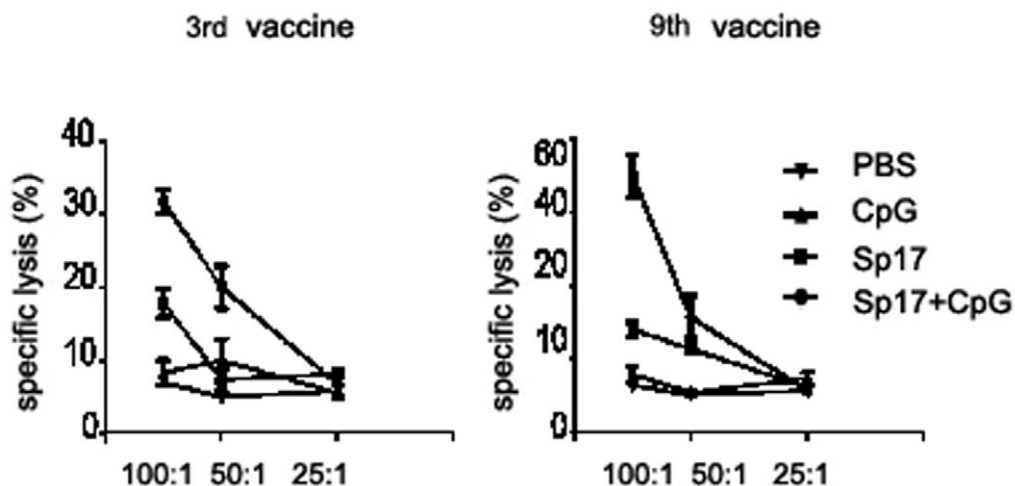 3rd vaccine
9th vaccine
specific lysis (%)
40
30
20
10
0
100:1 50:1 25:1
specific lysis (%)
60
40
20
10
0
100:1 50:1 25:1
PBS
CpG
Sp17
Sp17+CpG